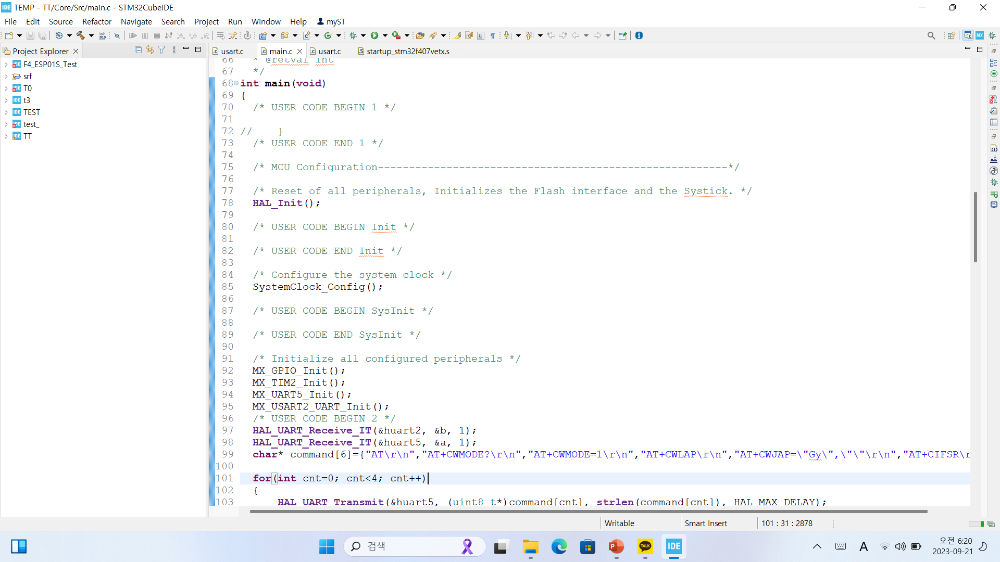 IDE TEMP - TT/Core/Src/main.c - STM32CubeIDE
File Edit Source Refactor Navigate Search Project Run Window Help myST
Project Explorer
F4_ESP01S_Test
srf
T0
t3
TEST
test_
TT
usart.c main.c usart.c startup_stm32f407vetx.s
66 * @retval int
67 */
68 int main(void)
69 {
70 /* USER CODE BEGIN 1 */
71
72 // }
73 /* USER CODE END 1 */
74
75 /* MCU Configuration--------------------------------------------------------*/
76
77 /* Reset of all peripherals, Initializes the Flash interface and the Systick. */
78 HAL_Init();
79
80 /* USER CODE BEGIN Init */
81
82 /* USER CODE END Init */
83
84 /* Configure the system clock */
85 SystemClock_Config();
86
87 /* USER CODE BEGIN SysInit */
88
89 /* USER CODE END SysInit */
90
91 /* Initialize all configured peripherals */
92 MX_GPIO_Init();
93 MX_TIM2_Init();
94 MX_UART5_Init();
95 MX_USART2_UART_Init();
96 /* USER CODE BEGIN 2 */
97 HAL_UART_Receive_IT(&huart2, &b, 1);
98 HAL_UART_Receive_IT(&huart5, &a, 1);
99 char* command[6]={"AT\r\n","AT+CWMODE?\r\n","AT+CWMODE=1\r\n","AT+CWLAP\r\n","AT+CWJAP=\"Gy\",\"\"\r\n","AT+CIFSR\r
100
101 for(int cnt=0; cnt<4; cnt++)
102 {
103 HAL_UART_Transmit(&huart5, (uint8_t*)command[cnt], strlen(command[cnt]), HAL_MAX_DELAY);
Writable Smart Insert 101 : 31 : 2878
검색
TALK
IDE
A
오전 6:20
2023-09-21